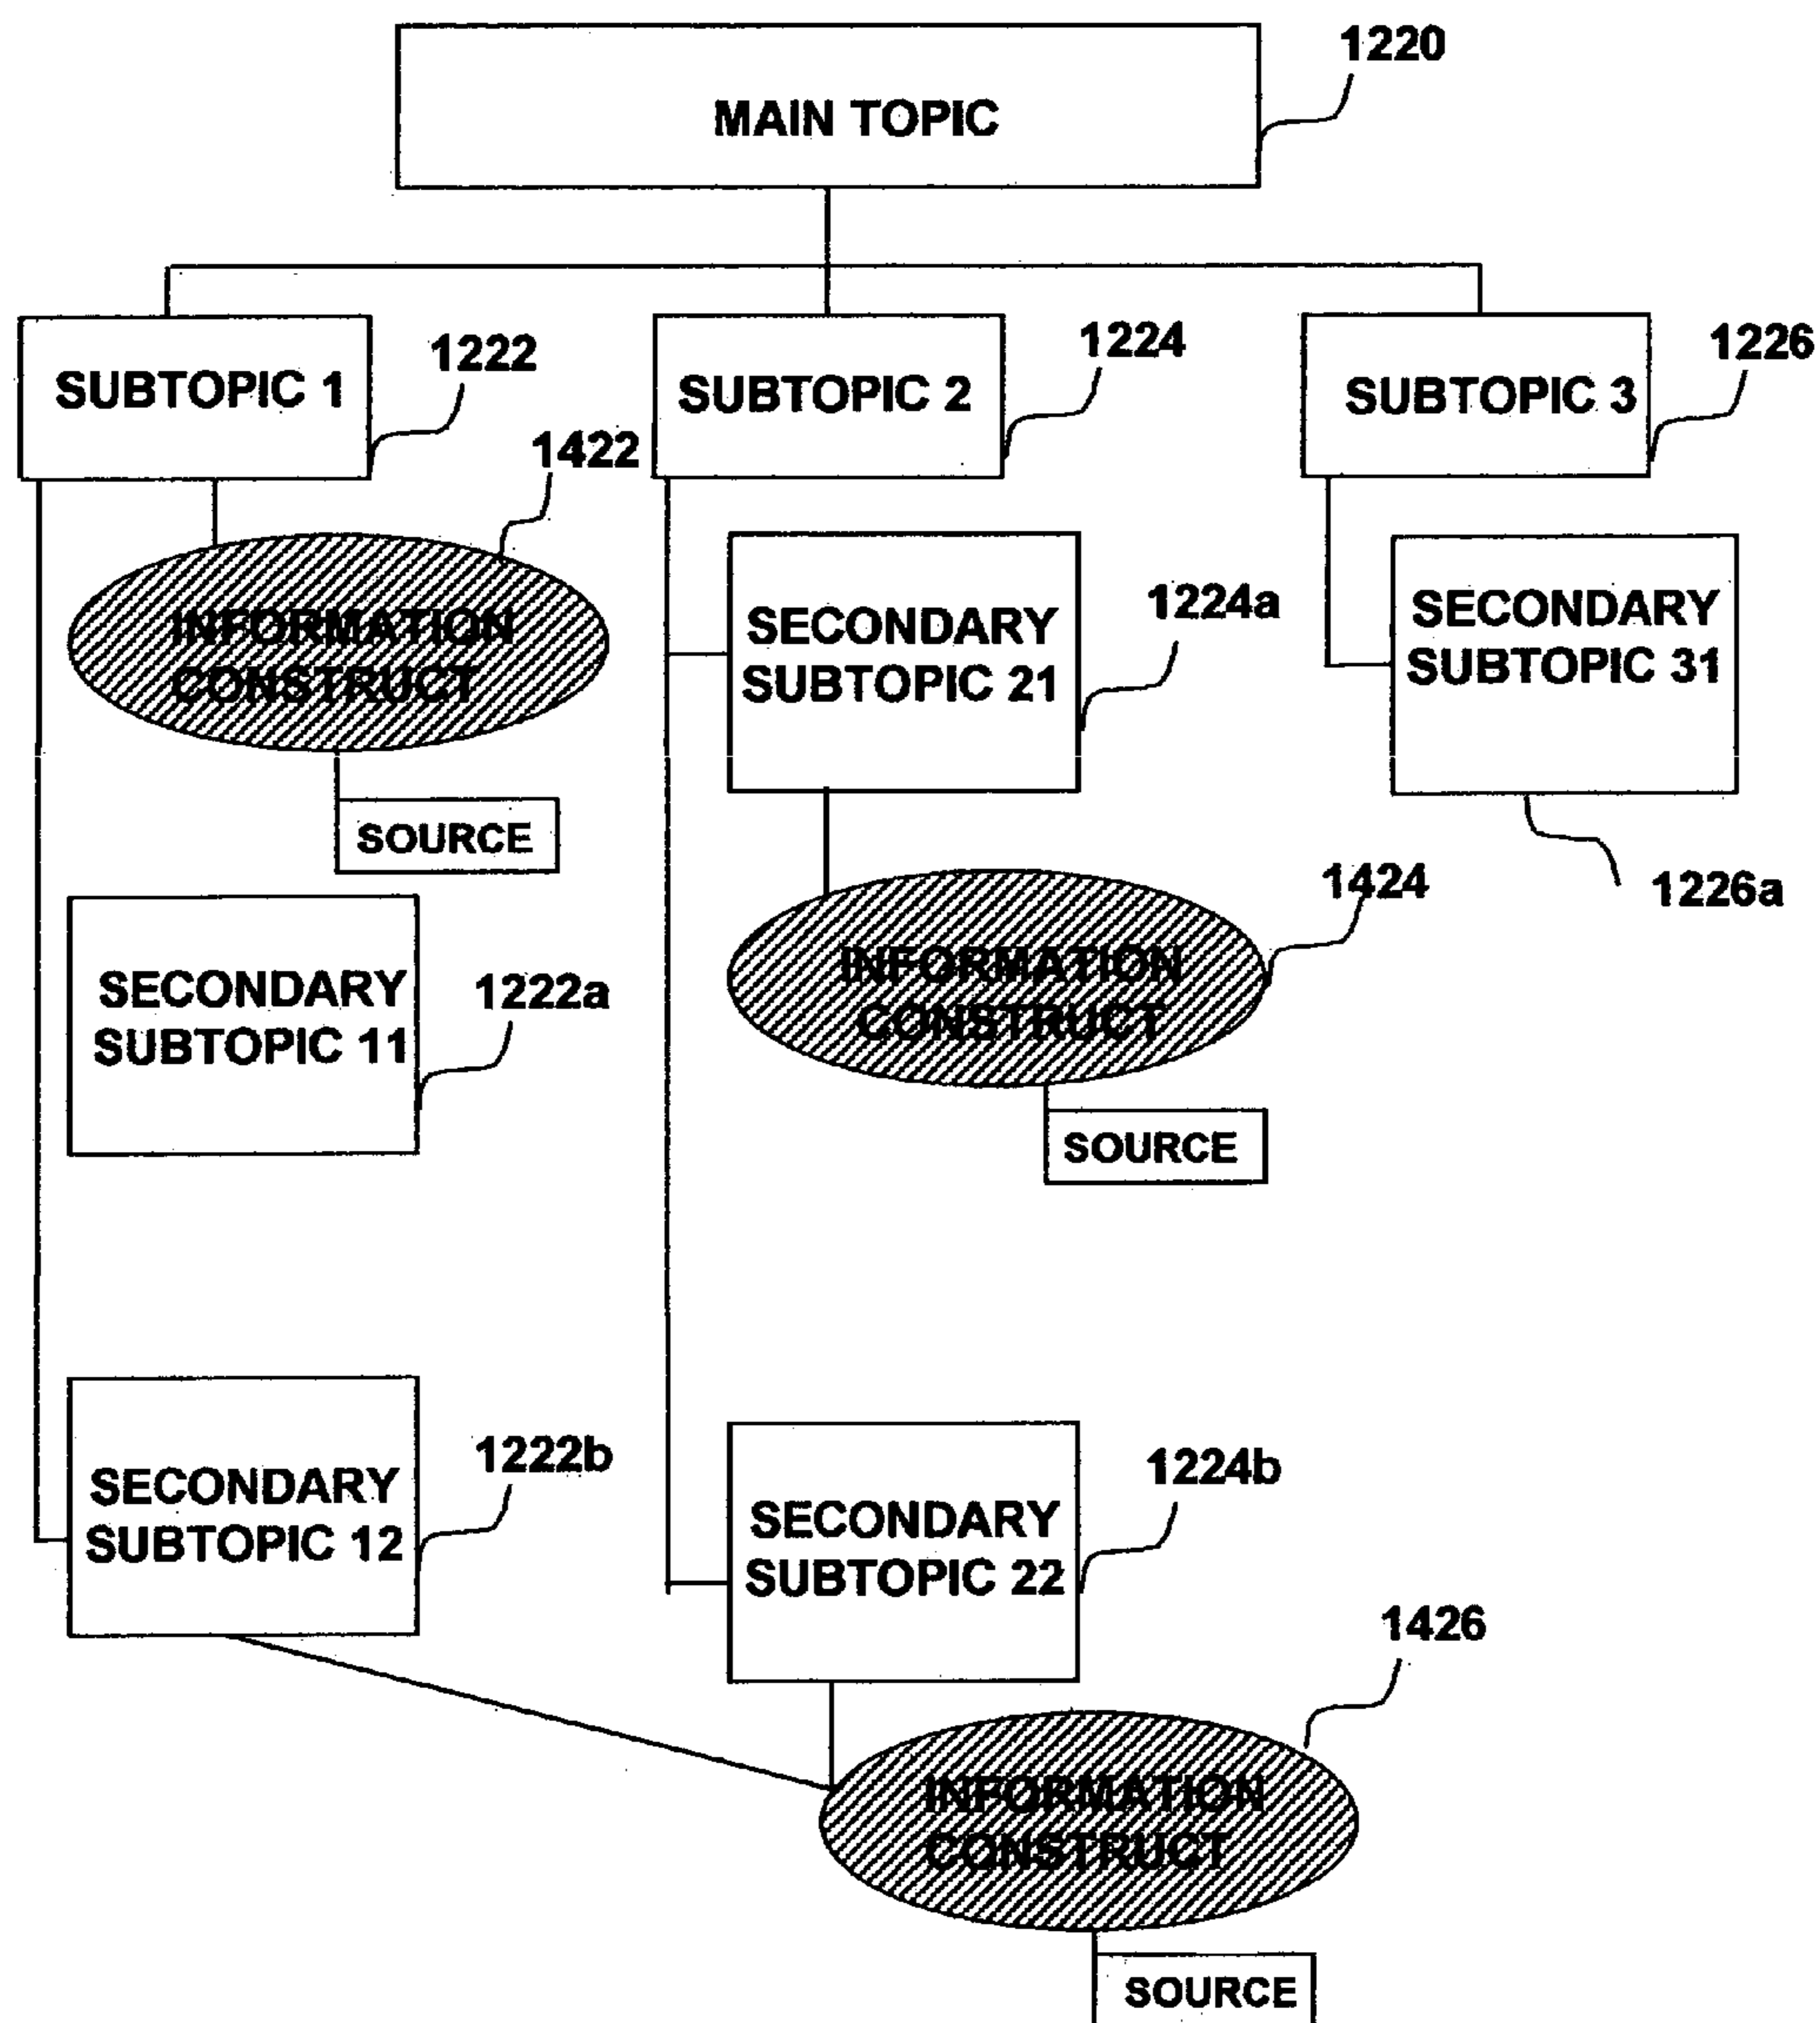 1220
MAIN TOPIC
SUBTOPIC 1
1222
SUBTOPIC 2
1224
SUBTOPIC 3
1226
1422
INFORMATION
CONSTRUCT
SOURCE
SECONDARY
SUBTOPIC 21
1224a
SECONDARY
SUBTOPIC 31
1226a
1424
INFORMATION
CONSTRUCT
SOURCE
SECONDARY
SUBTOPIC 11
1222a
SECONDARY
SUBTOPIC 12
1222b
SECONDARY
SUBTOPIC 22
1224b
1426
INFORMATION
CONSTRUCT
SOURCE